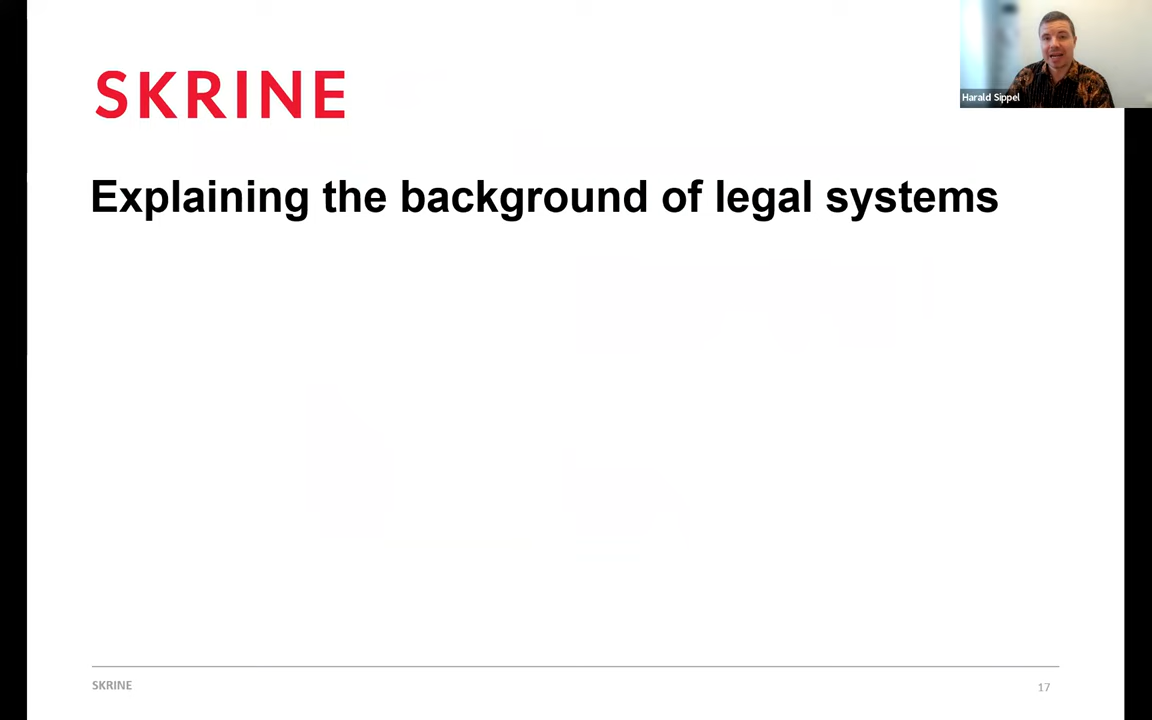 SKRINE
Harald Sippel
Explaining the background of legal systems
SKRINE
17